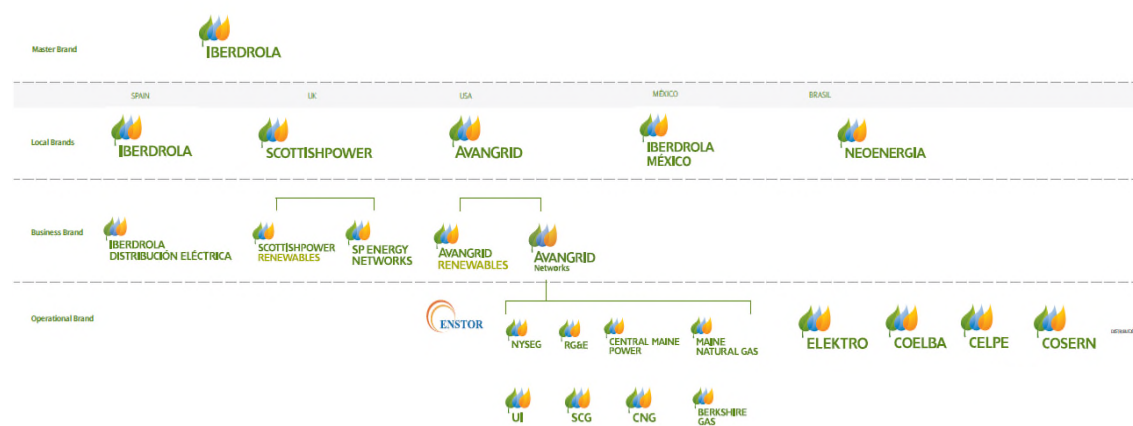 Master Brand
IBERDROLA
SPAIN
UK
USA
MÉXICO
BRASIL
Local Brands
IBERDROLA
SCOTTISHPOWER
AVANGRID
IBERDROLA
MÉXICO
NEOENERGIA
Business Brand
IBERDROLA
DISTRIBUCIÓN ELÉCTRICA
SCOTTISHPOWER
RENEWABLES
SP ENERGY
NETWORKS
AVANGRID
RENEWABLES
AVANGRID
Networks
Operational Brand
ENSTOR
NYSEG
RG&E
CENTRAL MAINE
POWER
MAINE
NATURAL GAS
ELEKTRO
COELBA
CELPE
COSERN
UI
SCG
CNG
BERKSHIRE
GAS